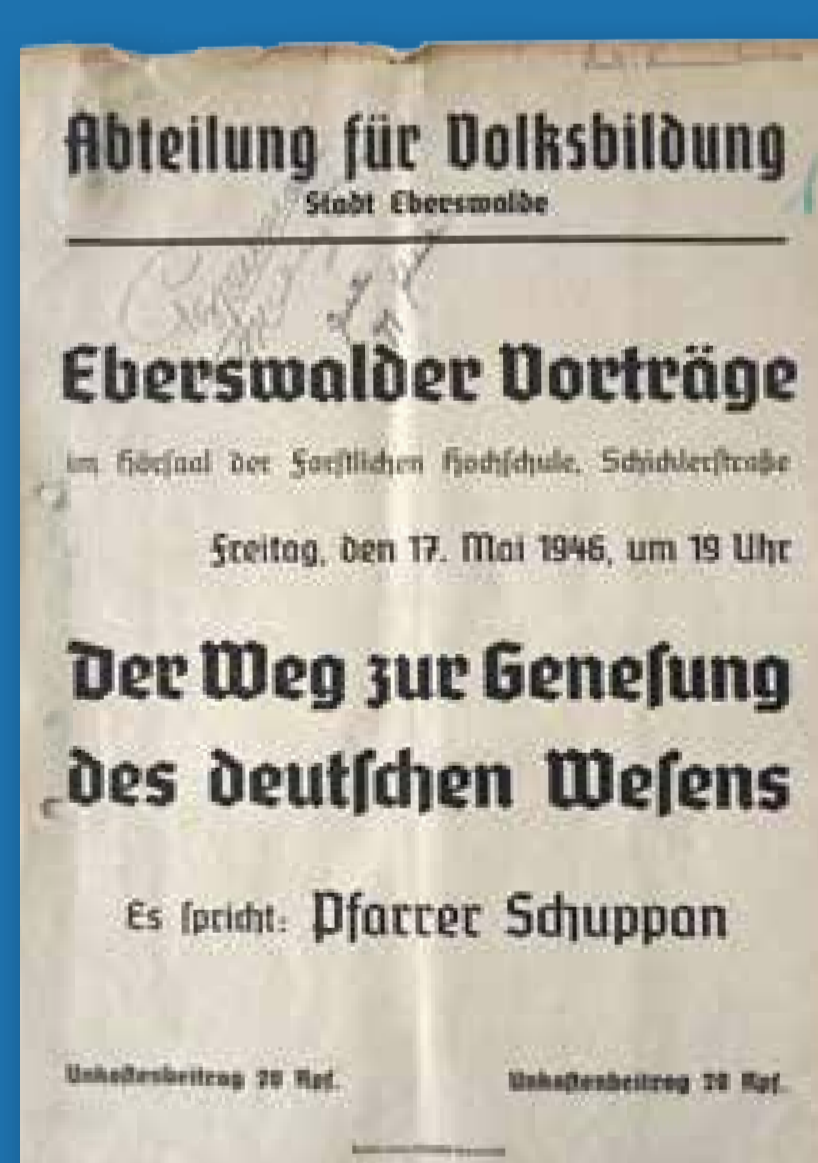 Abteilung für Volksbildung
Stadt Eberswalde
Eberswalder Vorträge
im Hörſaal der Forſtlichen Hochſchule, Schicklerſtraße
Freitag, den 17. Mai 1946, um 19 Uhr
Der Weg zur Geneſung
des deutſchen Weſens
Es ſpricht: Pfarrer Schuppan
Unkoſtenbeitrag 20 Rpf. Unkoſtenbeitrag 20 Rpf.